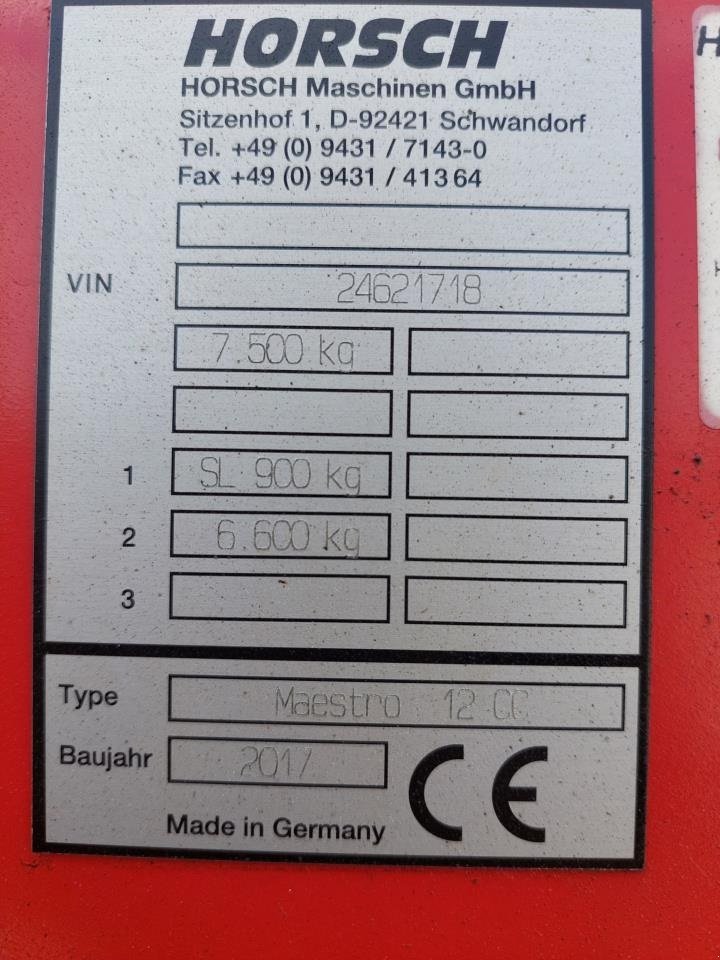 HORSCH
HORSCH Maschinen GmbH
Sitzenhof 1, D-92421 Schwandorf
Tel. +49 (0) 9431 / 7143-0
Fax +49 (0) 9431 / 41364
VIN 24621718
7.500 kg
1 SL 900 kg
2 6.600 kg
3
Type Maestro 12 CC
Baujahr 2017
Made in Germany CE